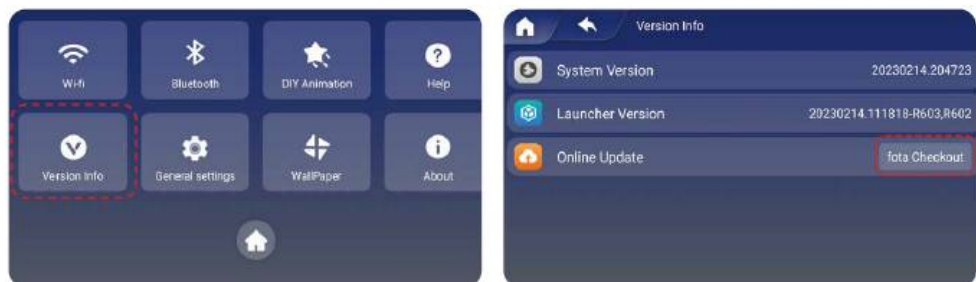 Wi-Fi
Bluetooth
DIY Animation
Help
Version Info
General settings
WallPaper
About
Version Info
System Version
20230214.204723
Launcher Version
20230214.111818-R603,R602
Online Update
fota Checkout